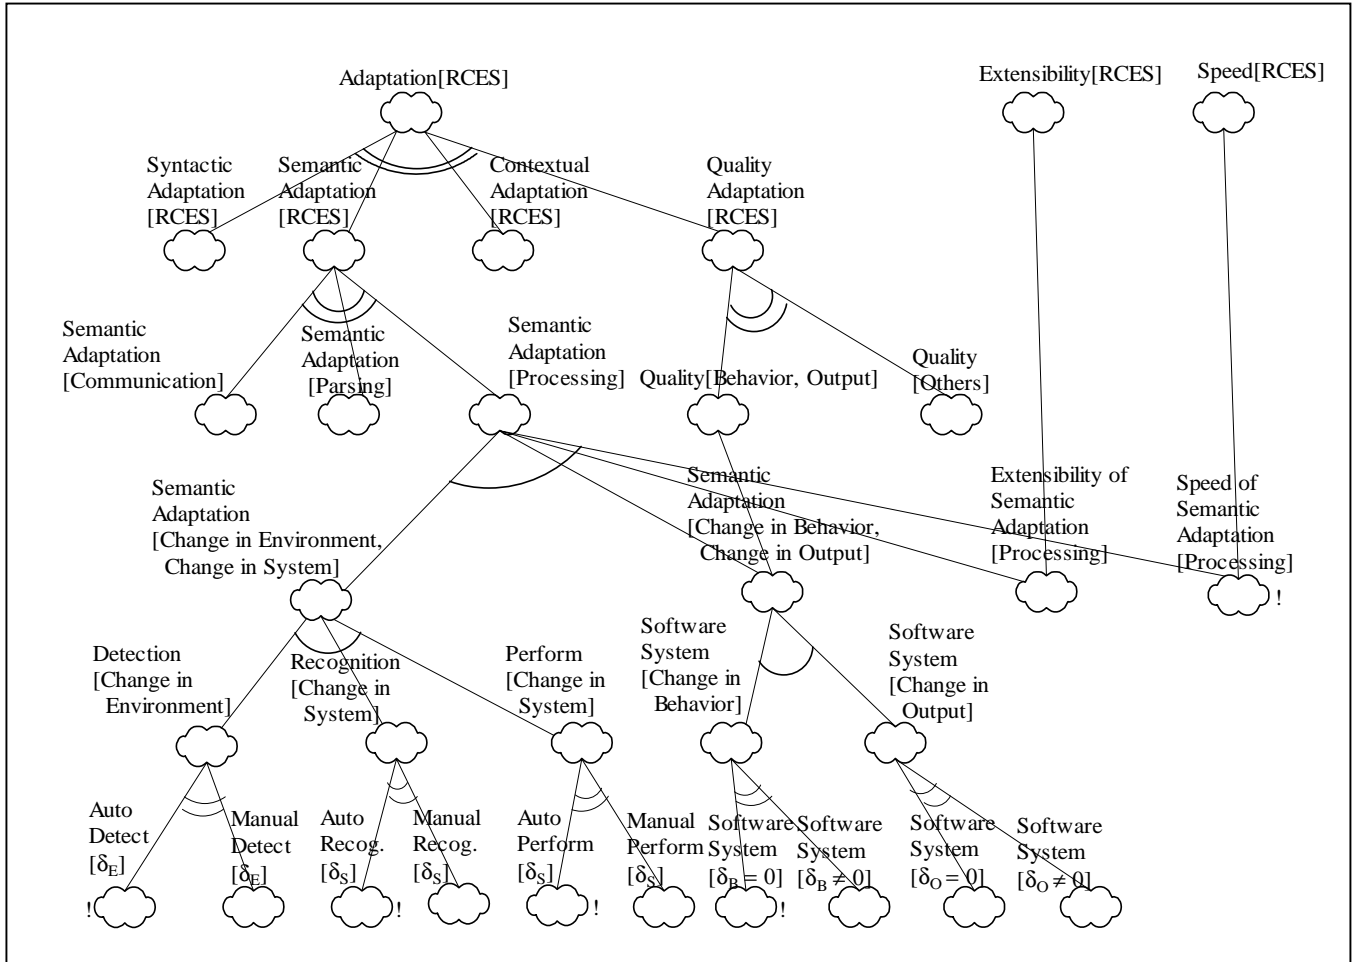 Adaptation[RCES]
Extensibility[RCES]
Speed[RCES]
Syntactic
Adaptation
[RCES]
Semantic
Adaptation
[RCES]
Contextual
Adaptation
[RCES]
Quality
Adaptation
[RCES]
Semantic
Adaptation
[Communication]
Semantic
Adaptation
[Parsing]
Semantic
Adaptation
[Processing]
Quality[Behavior, Output]
Quality
[Others]
Semantic
Adaptation
[Change in Environment,
Change in System]
Semantic
Adaptation
[Change in Behavior,
Change in Output]
Extensibility of
Semantic
Adaptation
[Processing]
Speed of
Semantic
Adaptation
[Processing]
!
Detection
[Change in
Environment]
Recognition
[Change in
System]
Perform
[Change in
System]
Software
System
[Change in
Behavior]
Software
System
[Change in
Output]
Auto
Detect
[δE]
!
Manual
Detect
[δE]
Auto
Recog.
[δS]
!
Manual
Recog.
[δS]
Auto
Perform
[δS]
!
Manual
Perform
[δS]
Software
System
[δB = 0]
!
Software
System
[δB ≠ 0]
Software
System
[δO = 0]
Software
System
[δO ≠ 0]